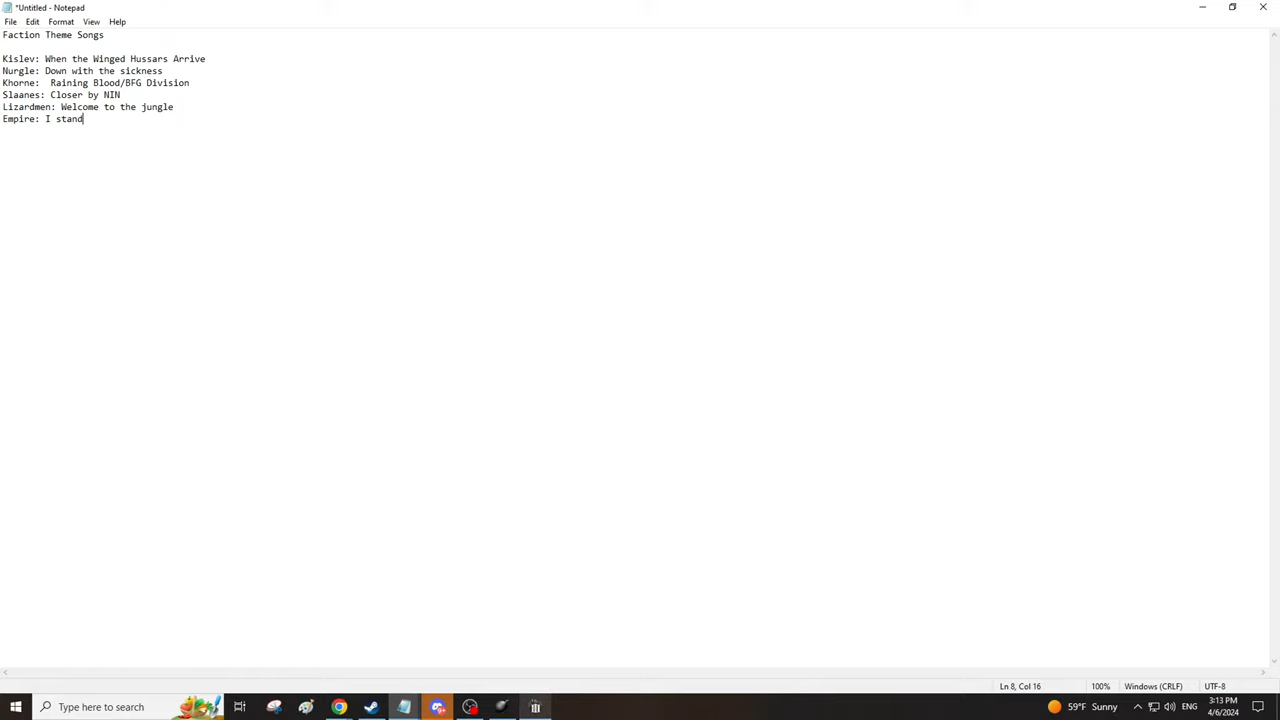 *Untitled - Notepad
File Edit Format View Help
Faction Theme Songs
Kislev: When the Winged Hussars Arrive
Nurgle: Down with the sickness
Khorne:  Raining Blood/BFG Division
Slaanes: Closer by NIN
Lizardmen: Welcome to the jungle
Empire: I stand
Ln 8, Col 16 100% Windows (CRLF) UTF-8
Type here to search 59°F Sunny ENG 3:13 PM
4/6/2024